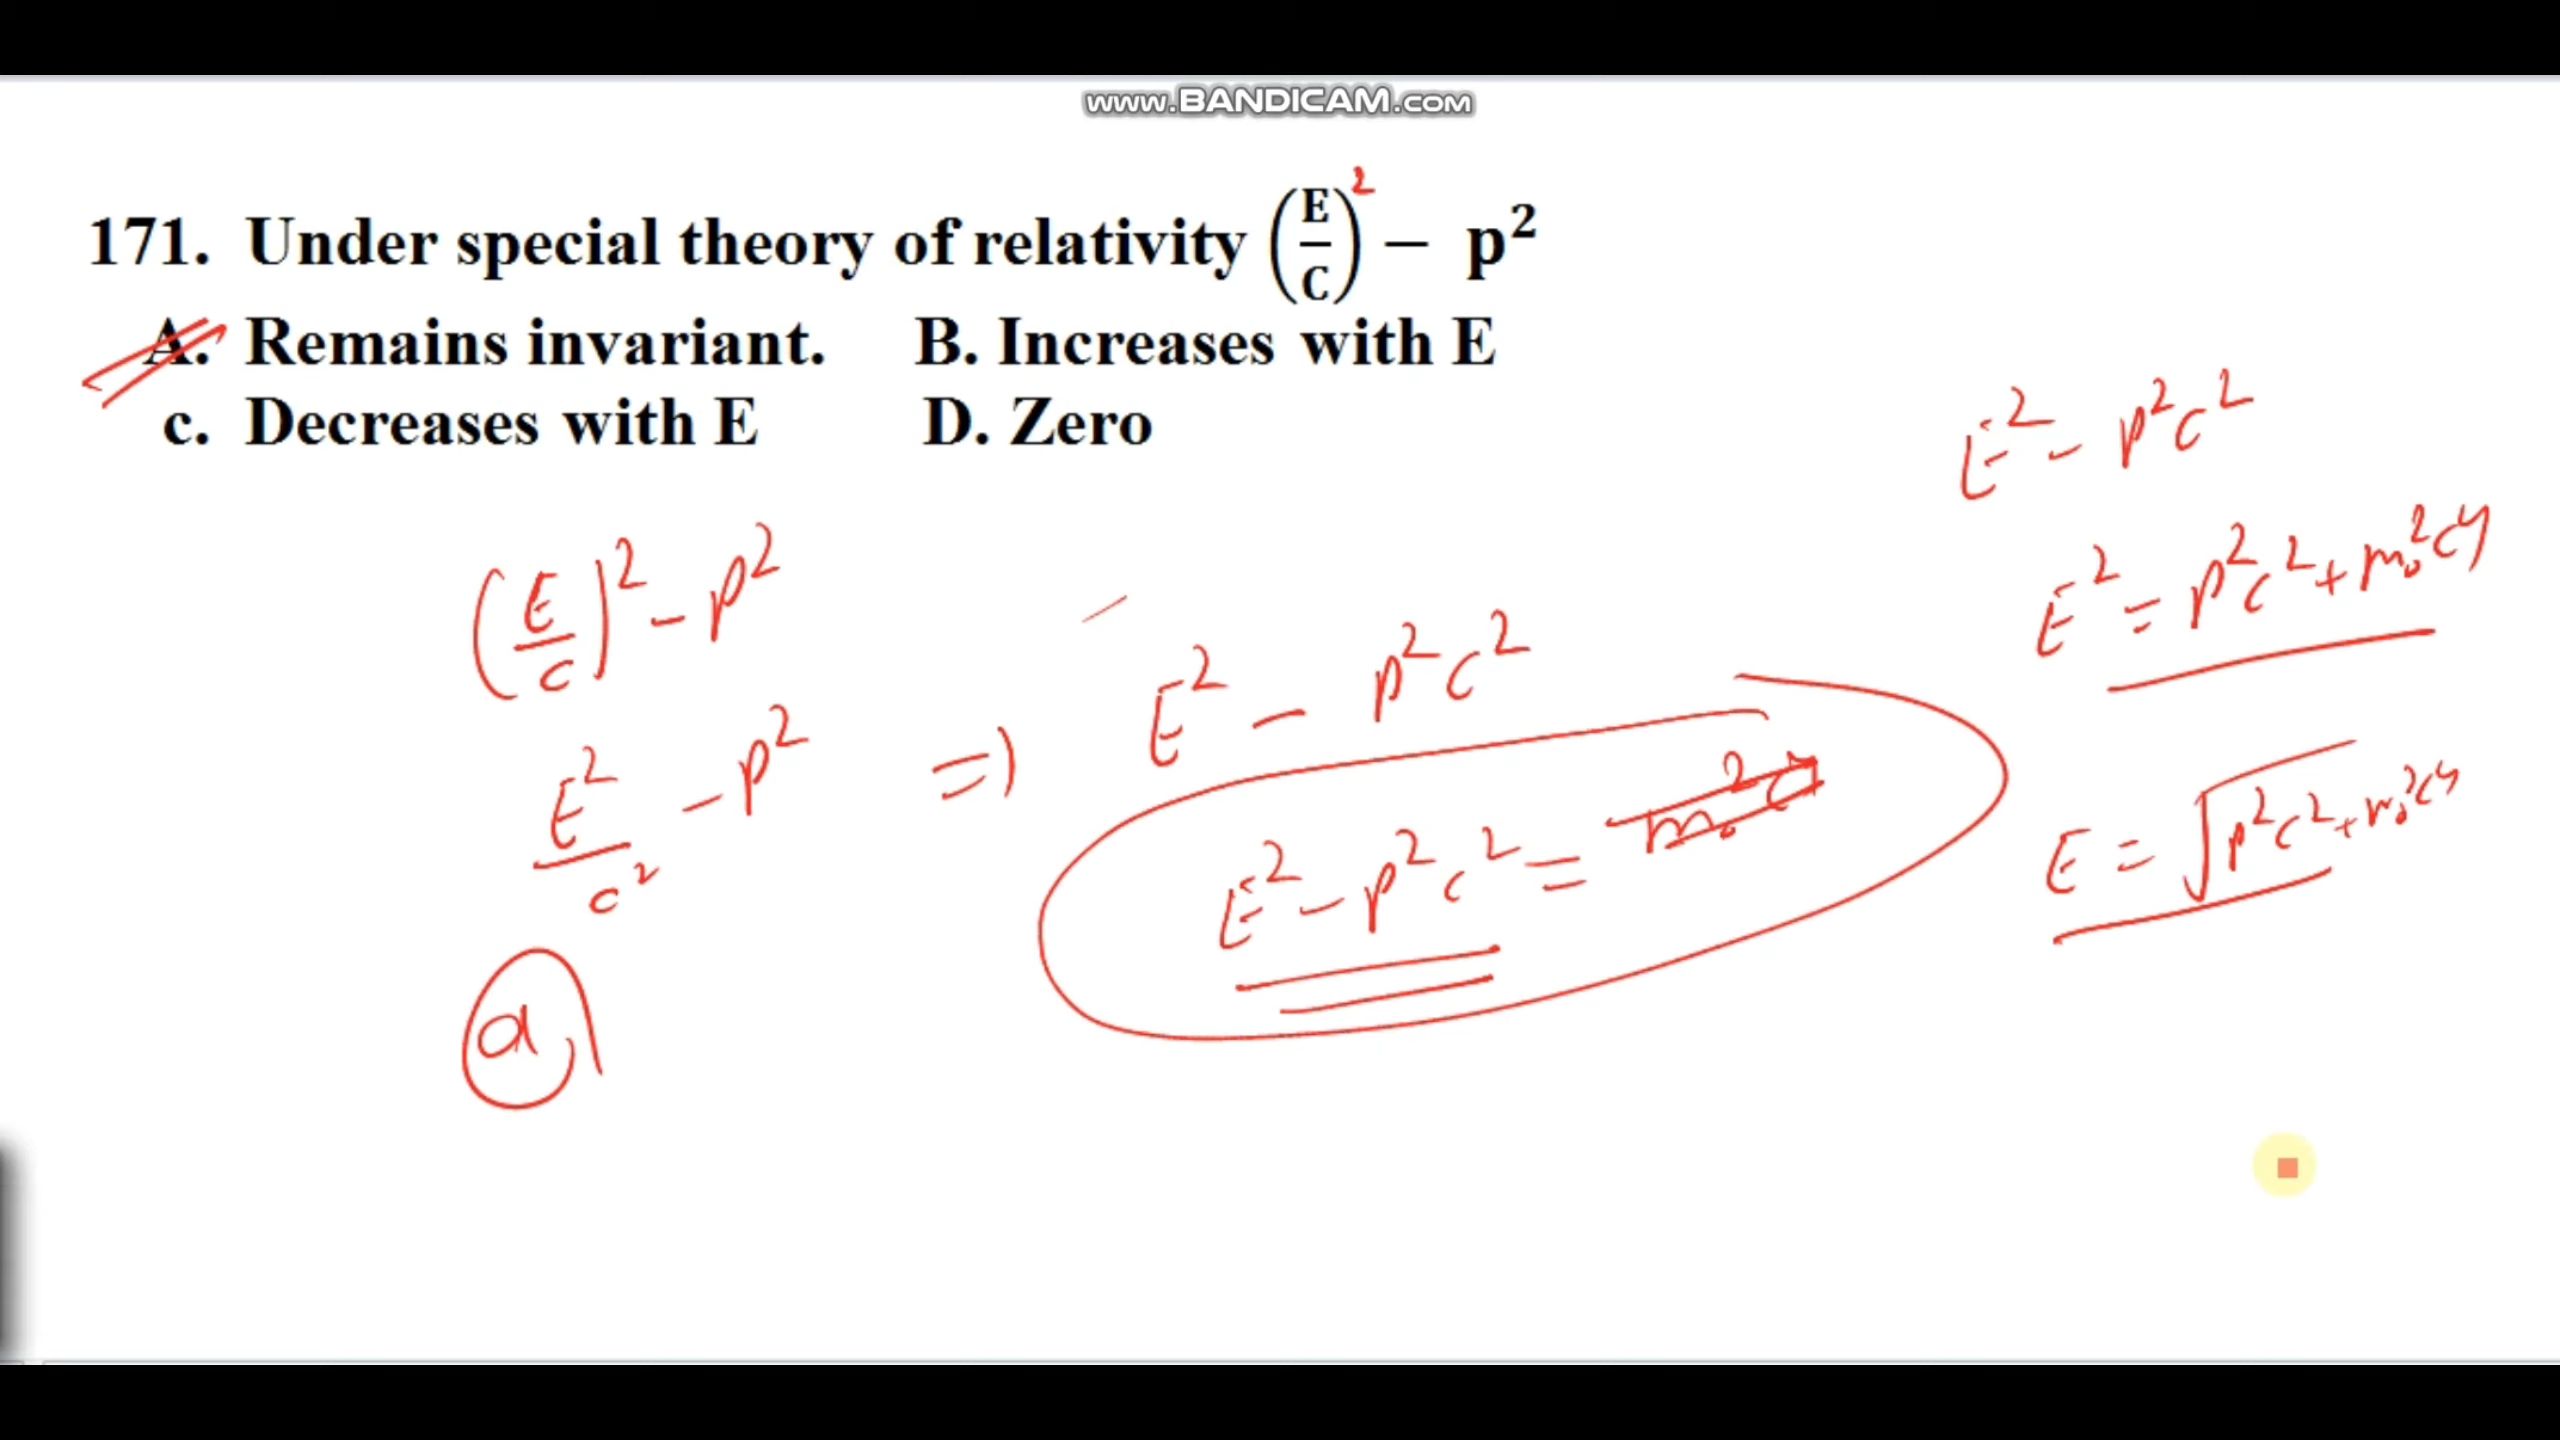 www.BANDICAM.com
171. Under special theory of relativity (E/C)² − p²
A. Remains invariant. B. Increases with E
c. Decreases with E D. Zero
E² − p²c²
(E/c)² − p²
E² = p²c² + m₀²c⁴
E² − p²c²
E²/c² − p² =>
E² − p²c² = m₀²c⁴
E = √p²c² + m₀²c⁴
a,